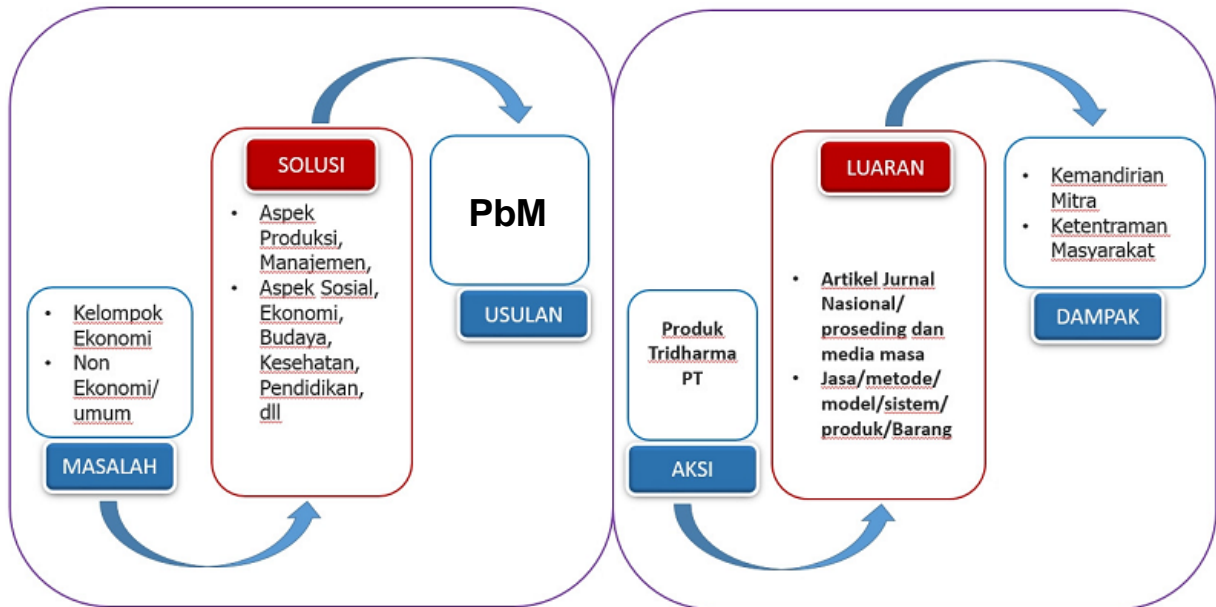 • Kelompok
Ekonomi
• Non
Ekonomi/
umum
MASALAH
SOLUSI
• Aspek
Produksi,
Manajemen,
• Aspek Sosial,
Ekonomi,
Budaya,
Kesehatan,
Pendidikan,
dll
PbM
USULAN
Produk
Tridharma
PT
AKSI
LUARAN
• Artikel Jurnal
Nasional/
proseding dan
media masa
• Jasa/metode/
model/sistem/
produk/Barang
• Kemandirian
Mitra
• Ketentraman
Masyarakat
DAMPAK